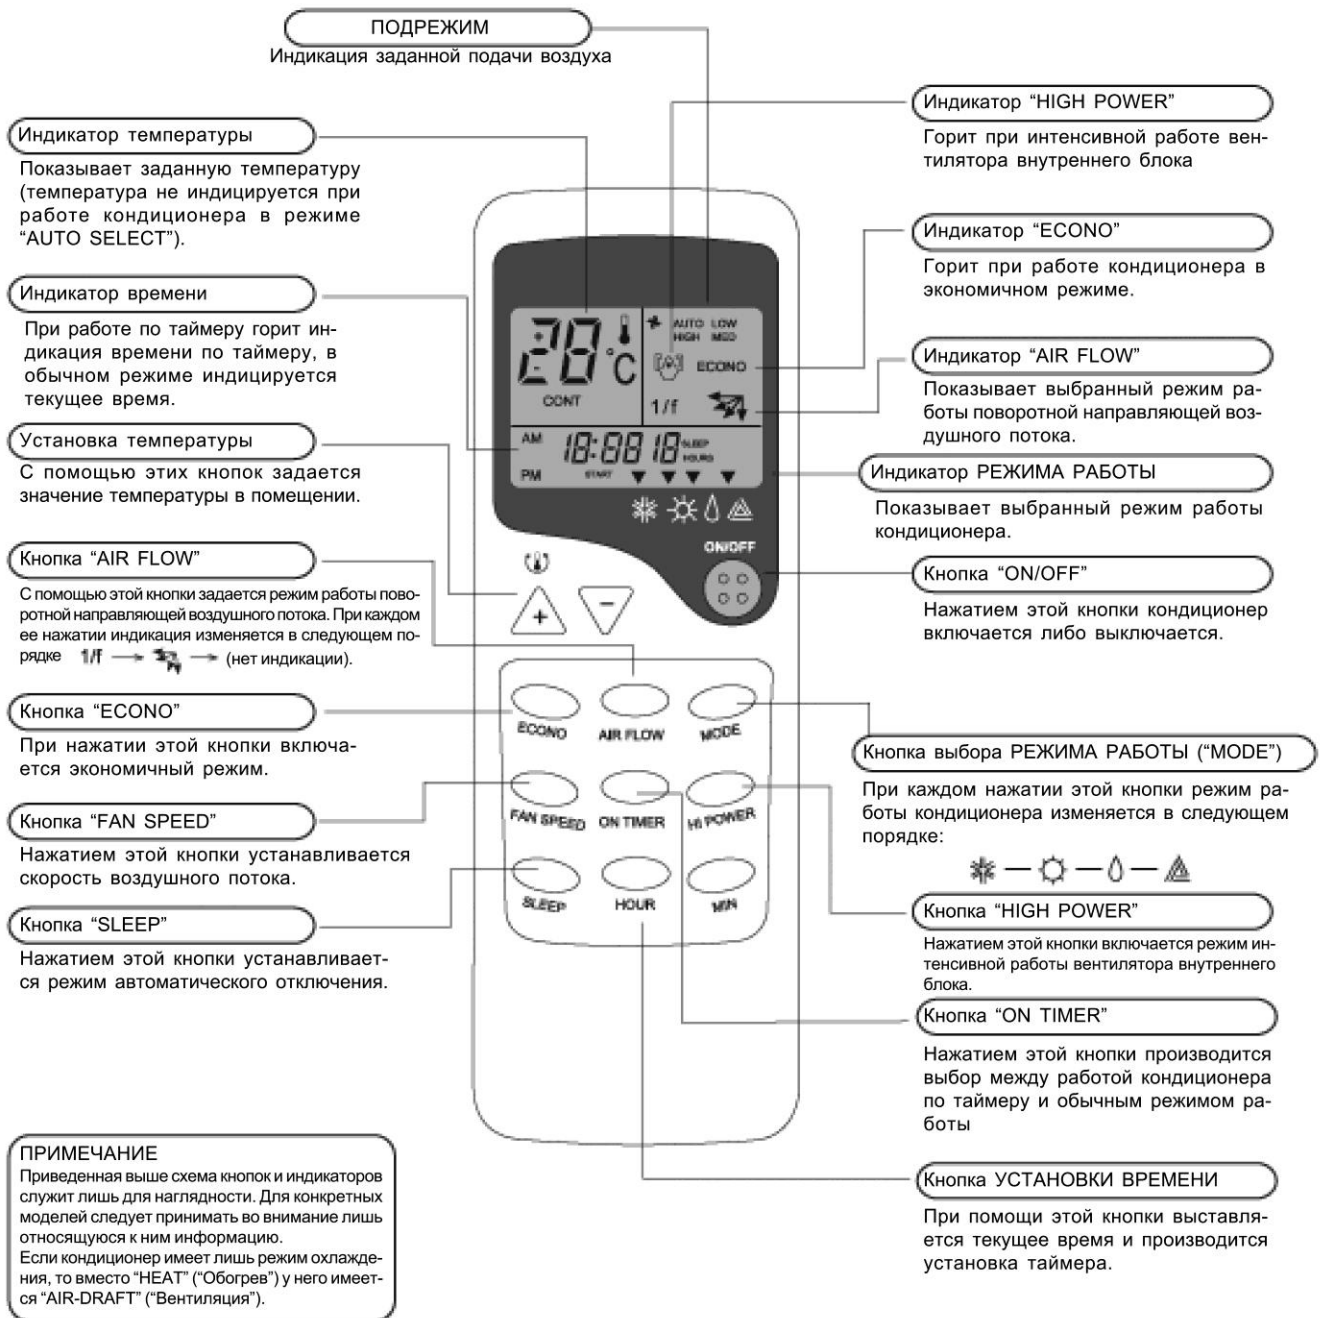 ПОДРЕЖИМ
Индикация заданной подачи воздуха
Индикатор температуры
Показывает заданную температуру
(температура не индицируется при
работе кондиционера в режиме
“AUTO SELECT”).
Индикатор времени
При работе по таймеру горит ин-
дикация времени по таймеру, в
обычном режиме индицируется
текущее время.
Установка температуры
С помощью этих кнопок задается
значение температуры в помещении.
Кнопка “AIR FLOW”
С помощью этой кнопки задается режим работы пово-
ротной направляющей воздушного потока. При каждом
ее нажатии индикация изменяется в следующем по-
рядке 1/f → → (нет индикации).
Кнопка “ECONO”
При нажатии этой кнопки включа-
ется экономичный режим.
Кнопка “FAN SPEED”
Нажатием этой кнопки устанавливается
скорость воздушного потока.
Кнопка “SLEEP”
Нажатием этой кнопки устанавливает-
ся режим автоматического отключения.
ПРИМЕЧАНИЕ
Приведенная выше схема кнопок и индикаторов
служит лишь для наглядности. Для конкретных
моделей следует принимать во внимание лишь
относящуюся к ним информацию.
Если кондиционер имеет лишь режим охлажде-
ния, то вместо “HEAT” (“Обогрев”) у него имеет-
ся “AIR-DRAFT” (“Вентиляция”).
28 °C
CONT
AUTO LOW
HIGH MED
ECONO
1/f
AM
PM
18:88 18
SLEEP
HOURS
START
ON/OFF
+ −
ECONO AIR FLOW MODE
FAN SPEED ON TIMER HI POWER
SLEEP HOUR MIN
Индикатор “HIGH POWER”
Горит при интенсивной работе вен-
тилятора внутреннего блока
Индикатор “ECONO”
Горит при работе кондиционера в
экономичном режиме.
Индикатор “AIR FLOW”
Показывает выбранный режим ра-
боты поворотной направляющей воз-
душного потока.
Индикатор РЕЖИМА РАБОТЫ
Показывает выбранный режим работы
кондиционера.
Кнопка “ON/OFF”
Нажатием этой кнопки кондиционер
включается либо выключается.
Кнопка выбора РЕЖИМА РАБОТЫ (“MODE”)
При каждом нажатии этой кнопки режим ра-
боты кондиционера изменяется в следующем
порядке:
Кнопка “HIGH POWER”
Нажатием этой кнопки включается режим ин-
тенсивной работы вентилятора внутреннего
блока.
Кнопка “ON TIMER”
Нажатием этой кнопки производится
выбор между работой кондиционера
по таймеру и обычным режимом ра-
боты
Кнопка УСТАНОВКИ ВРЕМЕНИ
При помощи этой кнопки выставля-
ется текущее время и производится
установка таймера.